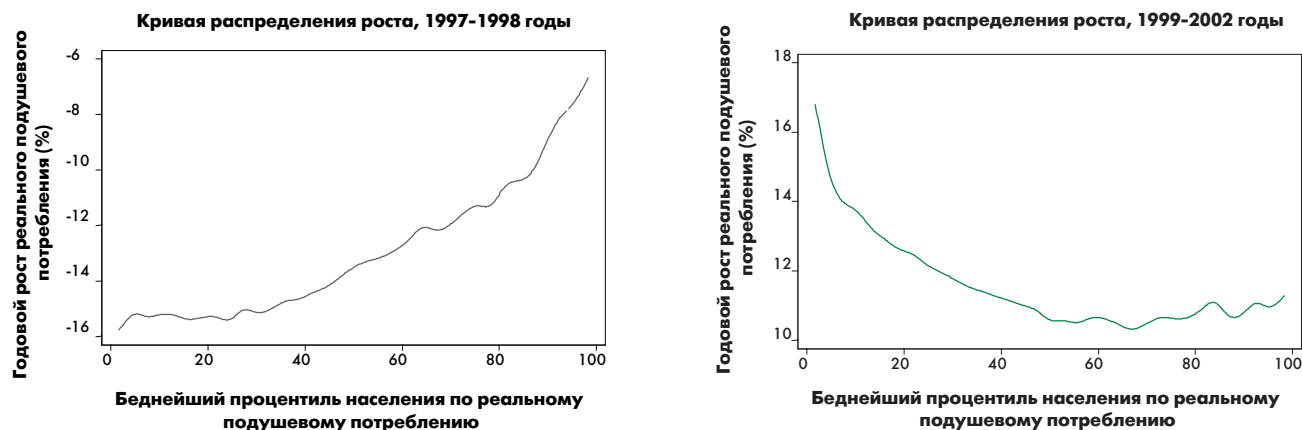 Кривая распределения роста, 1997-1998 годы
Годовой рост реального подушевого
потребления (%)
-6
-8
-10
-12
-14
-16
0 20 40 60 80 100
Беднейший процентиль населения по реальному
подушевому потреблению
Кривая распределения роста, 1999-2002 годы
Годовой рост реального подушевого
потребления (%)
18
16
14
12
10
0 20 40 60 80 100
Беднейший процентиль населения по реальному
подушевому потреблению